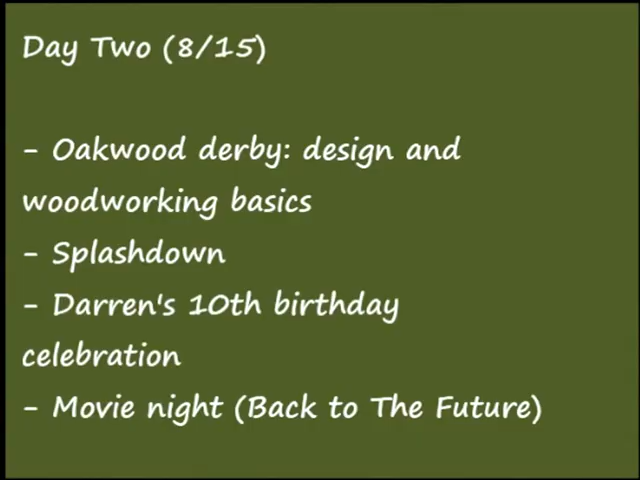 Day Two (8/15)
- Oakwood derby: design and
woodworking basics
- Splashdown
- Darren's 10th birthday
celebration
- Movie night (Back to The Future)